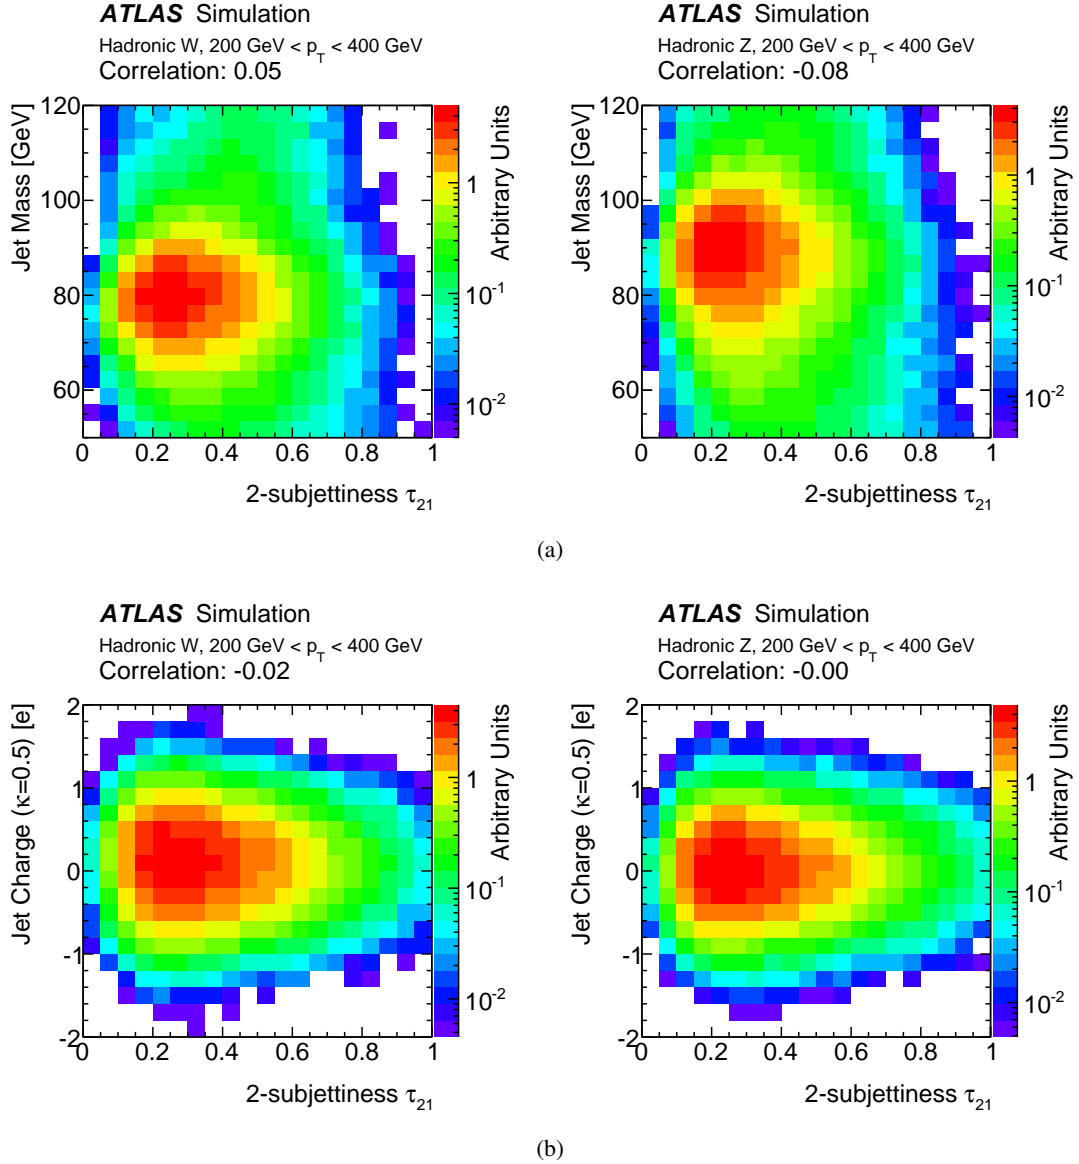 ATLAS Simulation
Hadronic W, 200 GeV < p_T < 400 GeV
Correlation: 0.05
Jet Mass [GeV]
120
100
80
60
0 0.2 0.4 0.6 0.8 1
2-subjettiness τ_21
Arbitrary Units
1
10^-1
10^-2
ATLAS Simulation
Hadronic Z, 200 GeV < p_T < 400 GeV
Correlation: -0.08
Jet Mass [GeV]
120
100
80
60
0 0.2 0.4 0.6 0.8 1
2-subjettiness τ_21
Arbitrary Units
1
10^-1
10^-2
(a)
ATLAS Simulation
Hadronic W, 200 GeV < p_T < 400 GeV
Correlation: -0.02
Jet Charge (κ=0.5) [e]
2
1
0
-1
-2
0 0.2 0.4 0.6 0.8 1
2-subjettiness τ_21
Arbitrary Units
1
10^-1
10^-2
ATLAS Simulation
Hadronic Z, 200 GeV < p_T < 400 GeV
Correlation: -0.00
Jet Charge (κ=0.5) [e]
2
1
0
-1
-2
0 0.2 0.4 0.6 0.8 1
2-subjettiness τ_21
Arbitrary Units
1
10^-1
10^-2
(b)